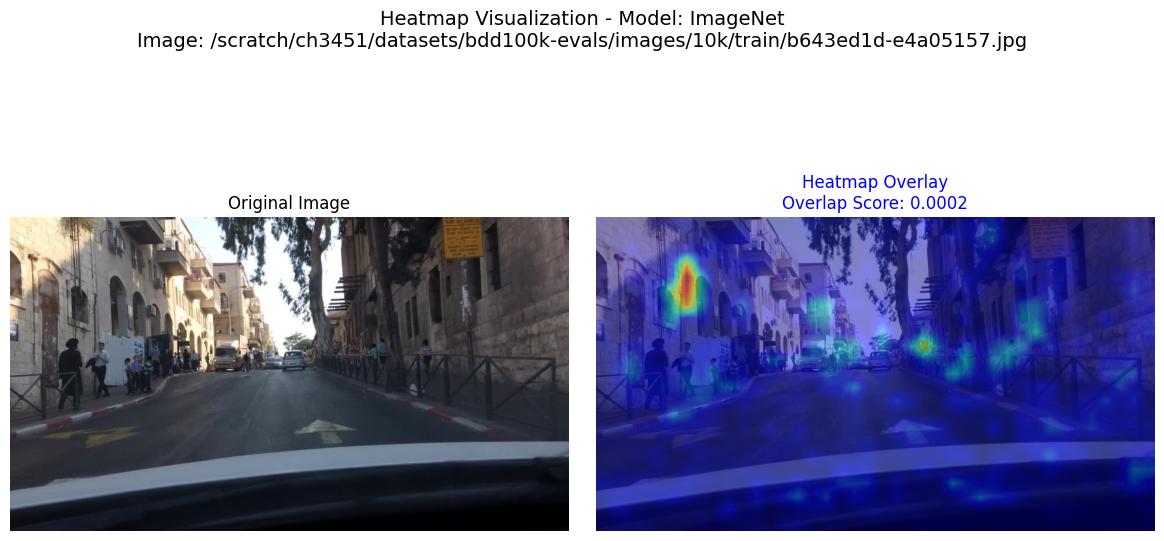 Heatmap Visualization - Model: ImageNet
Image: /scratch/ch3451/datasets/bdd100k-evals/images/10k/train/b643ed1d-e4a05157.jpg
Original Image
Heatmap Overlay
Overlap Score: 0.0002